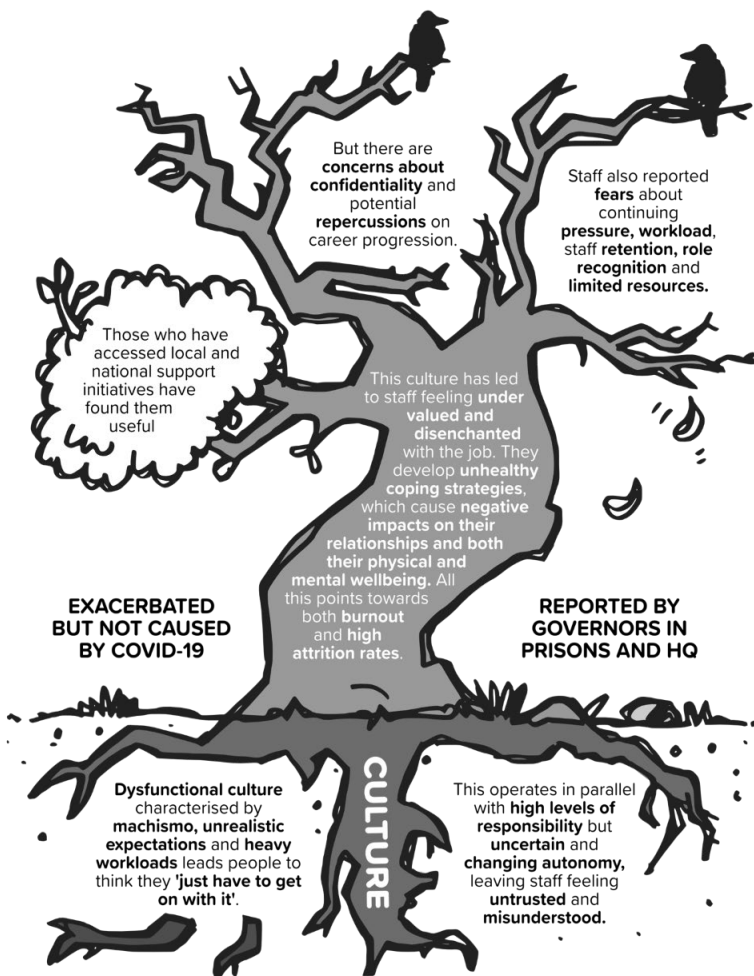 But there are
concerns about
confidentiality and
potential
repercussions on
career progression.
Staff also reported
fears about
continuing
pressure, workload,
staff retention, role
recognition and
limited resources.
Those who have
accessed local and
national support
initiatives have
found them
useful
This culture has led
to staff feeling under
valued and
disenchanted
with the job. They
develop unhealthy
coping strategies,
which cause negative
impacts on their
relationships and both
their physical and
mental wellbeing. All
this points towards
both burnout
and high
attrition rates.
EXACERBATED
BUT NOT CAUSED
BY COVID-19
REPORTED BY
GOVERNORS IN
PRISONS AND HQ
Dysfunctional culture
characterised by
machismo, unrealistic
expectations and heavy
workloads leads people to
think they 'just have to get
on with it'.
CULTURE
This operates in parallel
with high levels of
responsibility but
uncertain and
changing autonomy,
leaving staff feeling
untrusted and
misunderstood.